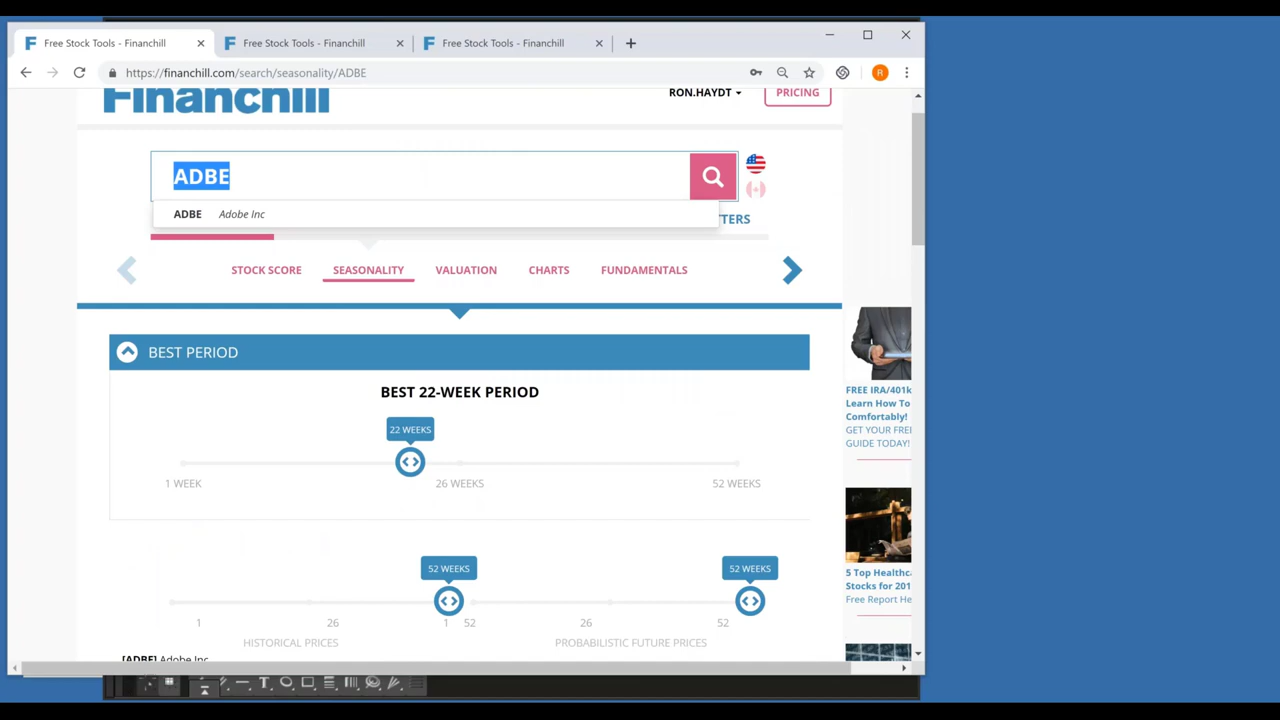 Free Stock Tools - Financhill
Free Stock Tools - Financhill
Free Stock Tools - Financhill
https://financhill.com/search/seasonality/ADBE
R
Financhill
RON.HAYDT
PRICING
ADBE
ADBE Adobe Inc
TTERS
STOCK SCORE
SEASONALITY
VALUATION
CHARTS
FUNDAMENTALS
BEST PERIOD
BEST 22-WEEK PERIOD
22 WEEKS
1 WEEK
26 WEEKS
52 WEEKS
FREE IRA/401k
Learn How To
Comfortably!
GET YOUR FREE
GUIDE TODAY!
52 WEEKS
52 WEEKS
1 26 1 52 26 52
HISTORICAL PRICES
PROBABILISTIC FUTURE PRICES
5 Top Healthca
Stocks for 201
Free Report He
[ADBE] Adobe Inc
T